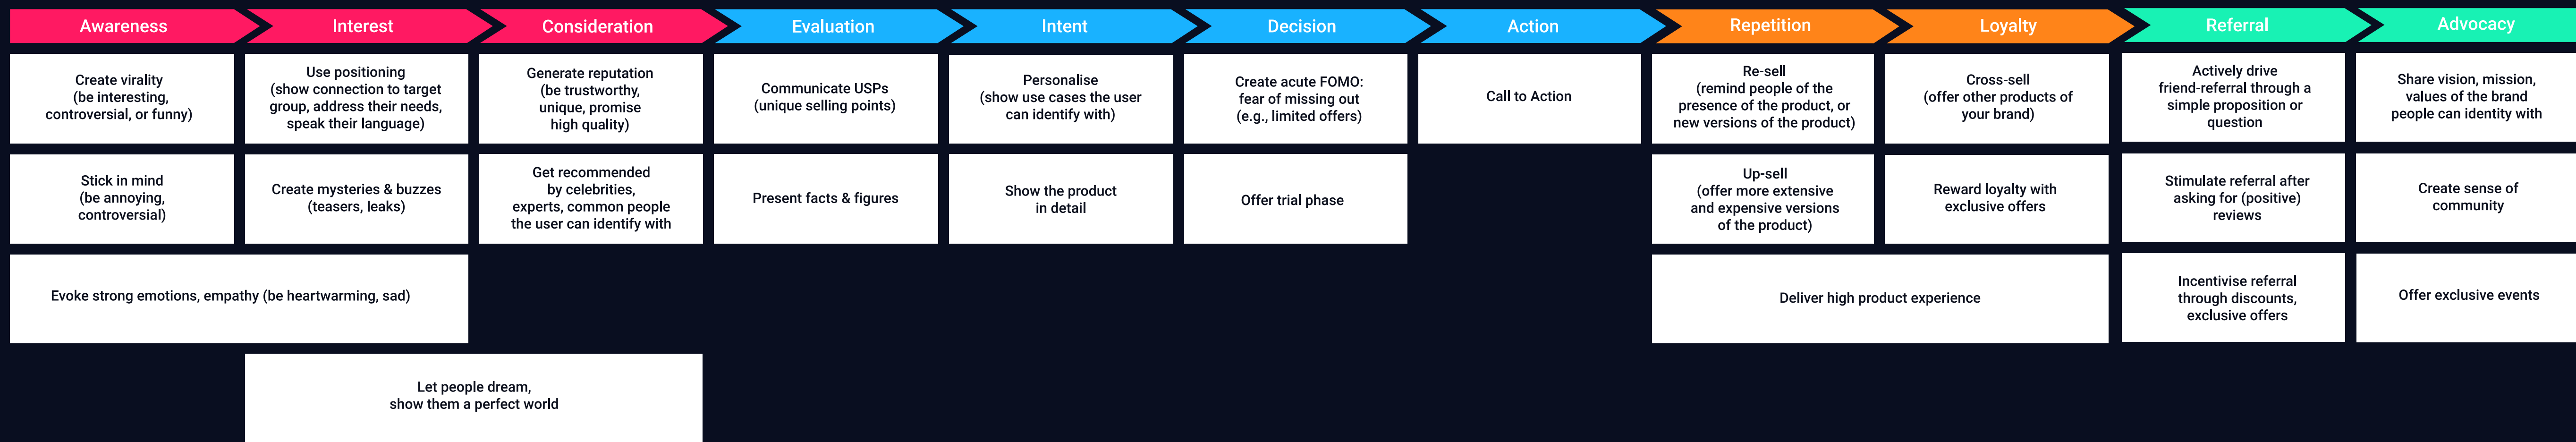 Awareness
Interest
Consideration
Evaluation
Intent
Decision
Action
Repetition
Loyalty
Referral
Advocacy
Create virality
(be interesting,
controversial, or funny)
Use positioning
(show connection to target
group, address their needs,
speak their language)
Generate reputation
(be trustworthy,
unique, promise
high quality)
Communicate USPs
(unique selling points)
Personalise
(show use cases the user
can identify with)
Create acute FOMO:
fear of missing out
(e.g., limited offers)
Call to Action
Re-sell
(remind people of the
presence of the product, or
new versions of the product)
Cross-sell
(offer other products of
your brand)
Actively drive
friend-referral through a
simple proposition or
question
Share vision, mission,
values of the brand
people can identity with
Stick in mind
(be annoying,
controversial)
Create mysteries & buzzes
(teasers, leaks)
Get recommended
by celebrities,
experts, common people
the user can identify with
Present facts & figures
Show the product
in detail
Offer trial phase
Up-sell
(offer more extensive
and expensive versions
of the product)
Reward loyalty with
exclusive offers
Stimulate referral after
asking for (positive)
reviews
Create sense of
community
Evoke strong emotions, empathy (be heartwarming, sad)
Deliver high product experience
Incentivise referral
through discounts,
exclusive offers
Offer exclusive events
Let people dream,
show them a perfect world